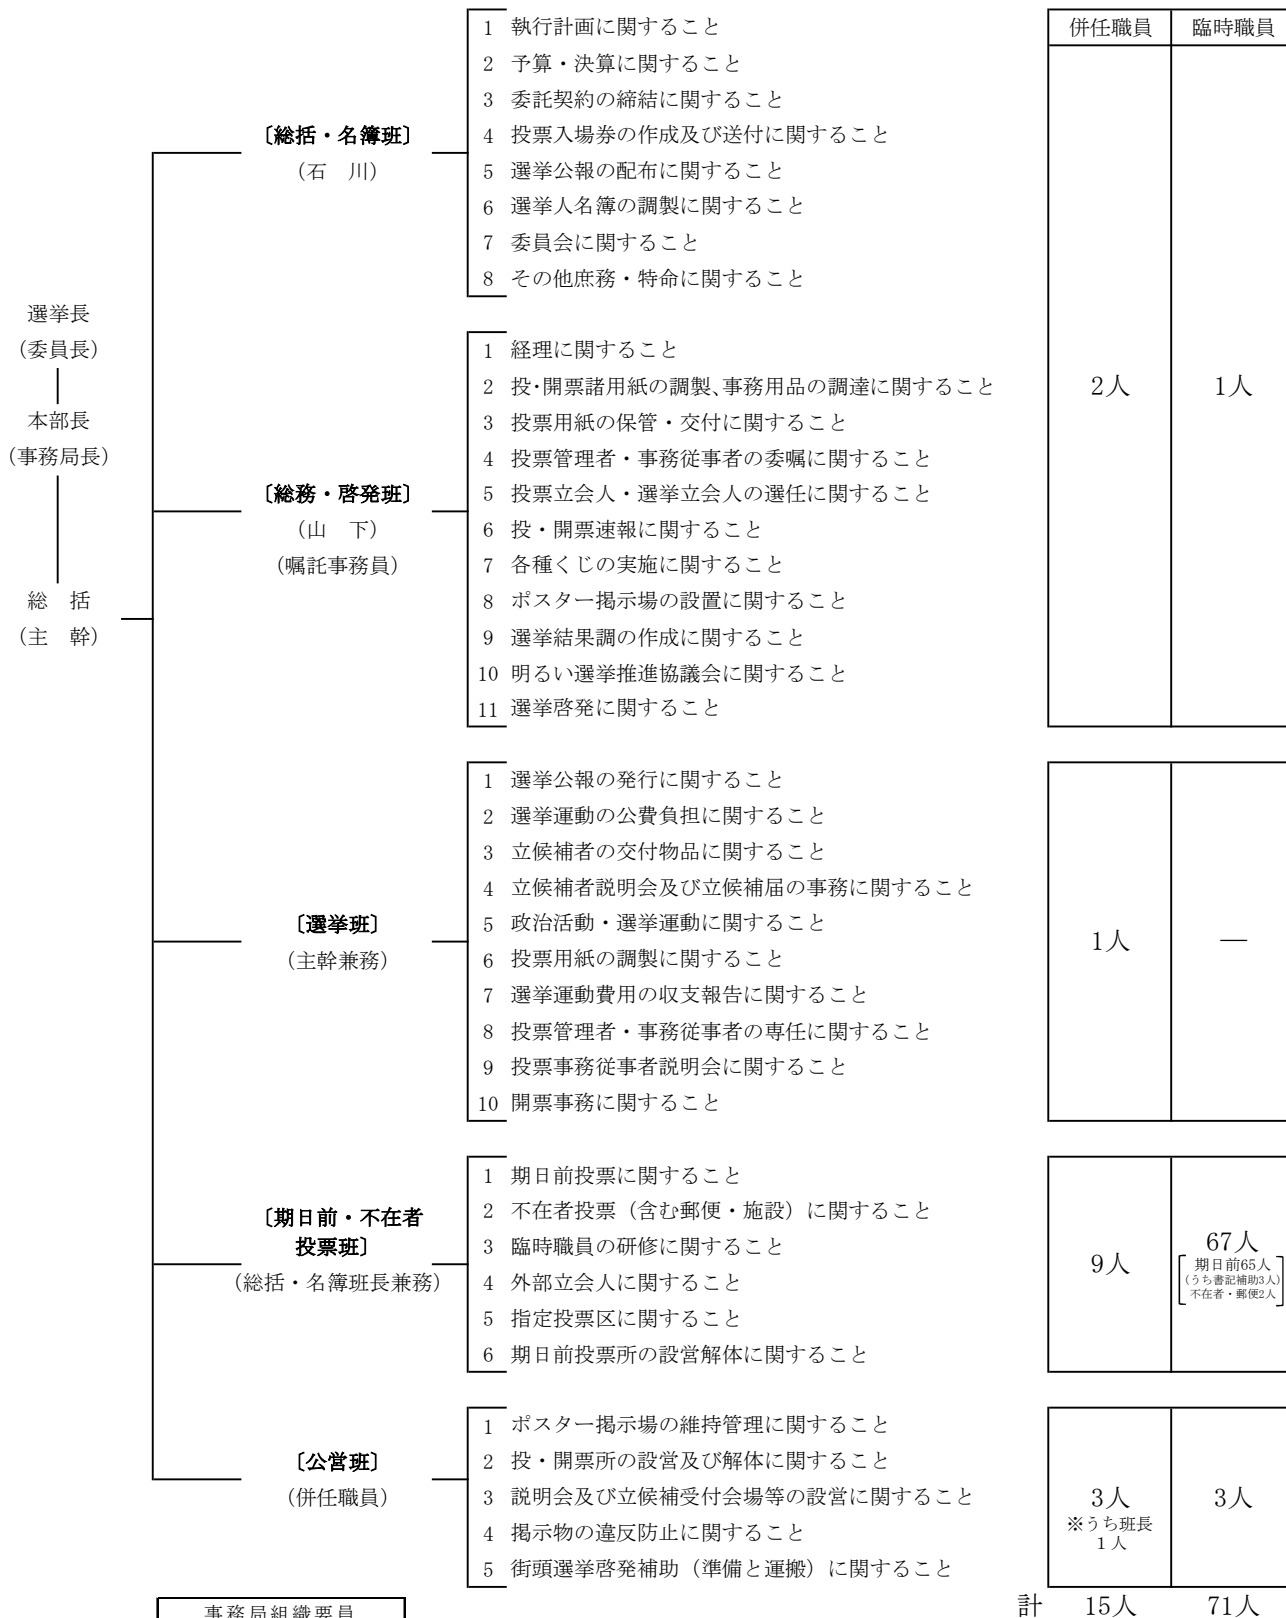 選挙長
(委員長)
本部長
(事務局長)
総　括
(主　幹)
〔総括・名簿班〕
(石　川)
1 執行計画に関すること
2 予算・決算に関すること
3 委託契約の締結に関すること
4 投票入場券の作成及び送付に関すること
5 選挙公報の配布に関すること
6 選挙人名簿の調製に関すること
7 委員会に関すること
8 その他庶務・特命に関すること
〔総務・啓発班〕
(山　下)
(嘱託事務員)
1 経理に関すること
2 投・開票諸用紙の調製、事務用品の調達に関すること
3 投票用紙の保管・交付に関すること
4 投票管理者・事務従事者の委嘱に関すること
5 投票立会人・選挙立会人の選任に関すること
6 投・開票速報に関すること
7 各種くじの実施に関すること
8 ポスター掲示場の設置に関すること
9 選挙結果調の作成に関すること
10 明るい選挙推進協議会に関すること
11 選挙啓発に関すること
併任職員 臨時職員
2人 1人
〔選挙班〕
(主幹兼務)
1 選挙公報の発行に関すること
2 選挙運動の公費負担に関すること
3 立候補者の交付物品に関すること
4 立候補者説明会及び立候補届の事務に関すること
5 政治活動・選挙運動に関すること
6 投票用紙の調製に関すること
7 選挙運動費用の収支報告に関すること
8 投票管理者・事務従事者の専任に関すること
9 投票事務従事者説明会に関すること
10 開票事務に関すること
1人 ―
〔期日前・不在者
投票班〕
(総括・名簿班長兼務)
1 期日前投票に関すること
2 不在者投票（含む郵便・施設）に関すること
3 臨時職員の研修に関すること
4 外部立会人に関すること
5 指定投票区に関すること
6 期日前投票所の設営解体に関すること
9人 67人
期日前65人
(うち書記補助3人)
不在者・郵便2人
〔公営班〕
(併任職員)
1 ポスター掲示場の維持管理に関すること
2 投・開票所の設営及び解体に関すること
3 説明会及び立候補受付会場等の設営に関すること
4 掲示物の違反防止に関すること
5 街頭選挙啓発補助（準備と運搬）に関すること
3人 3人
※うち班長
1人
計 15人 71人
事務局組織要員